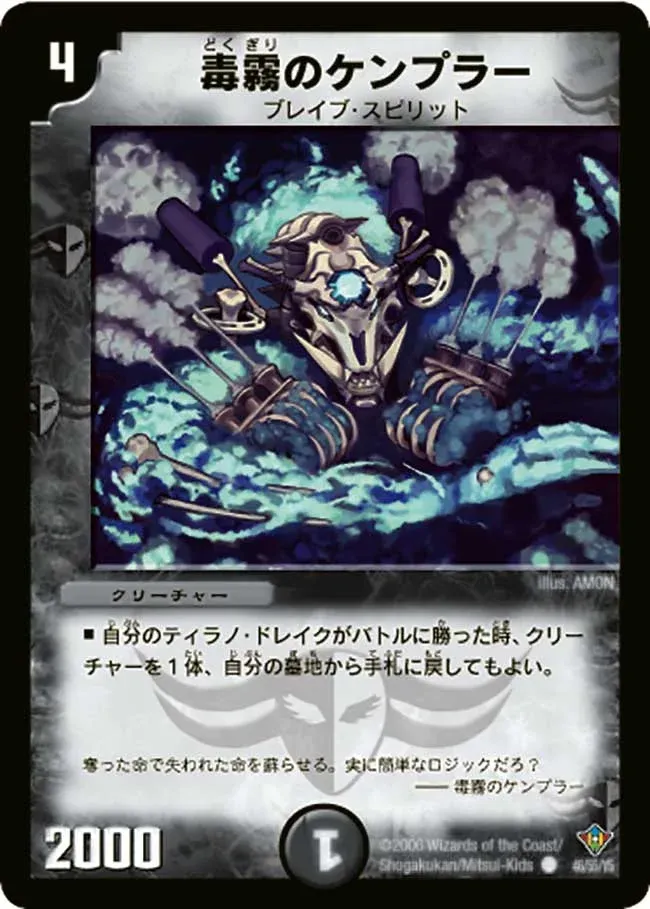 4
どくぎり
毒霧のケンプラー
ブレイブ・スピリット
illus. AMON
クリーチャー
■ 自分のティラノ・ドレイクがバトルに勝った時、クリー
チャーを1体、自分の墓地から手札に戻してもよい。
奪った命で失われた命を蘇らせる。実に簡単なロジックだろ?
—— 毒霧のケンプラー
2000
1
©2006 Wizards of the Coast/
Shogakukan/Mitsui-Kids